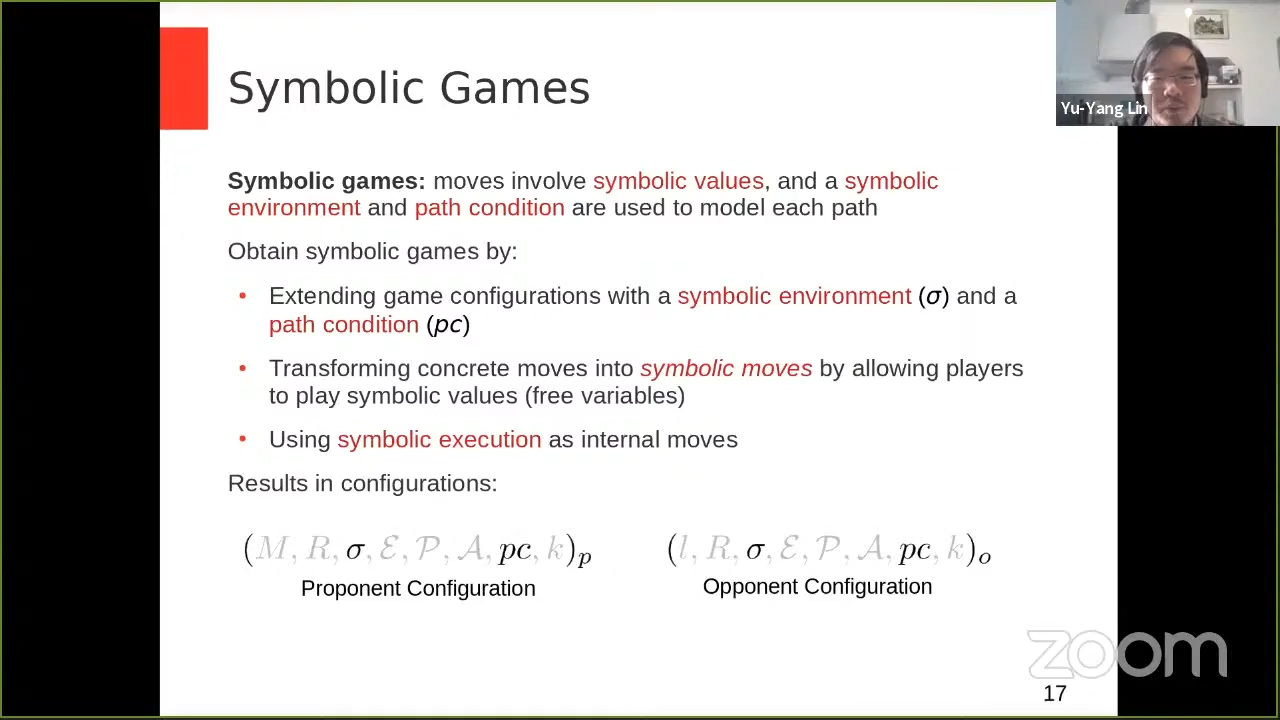 Symbolic Games
Yu-Yang Lin
Symbolic games: moves involve symbolic values, and a symbolic
environment and path condition are used to model each path
Obtain symbolic games by:
• Extending game configurations with a symbolic environment (σ) and a
path condition (pc)
• Transforming concrete moves into symbolic moves by allowing players
to play symbolic values (free variables)
• Using symbolic execution as internal moves
Results in configurations:
(M, R, σ, ℰ, 𝒫, 𝒜, pc, k)ₚ
(l, R, σ, ℰ, 𝒫, 𝒜, pc, k)ₒ
Proponent Configuration
Opponent Configuration
zoom
17